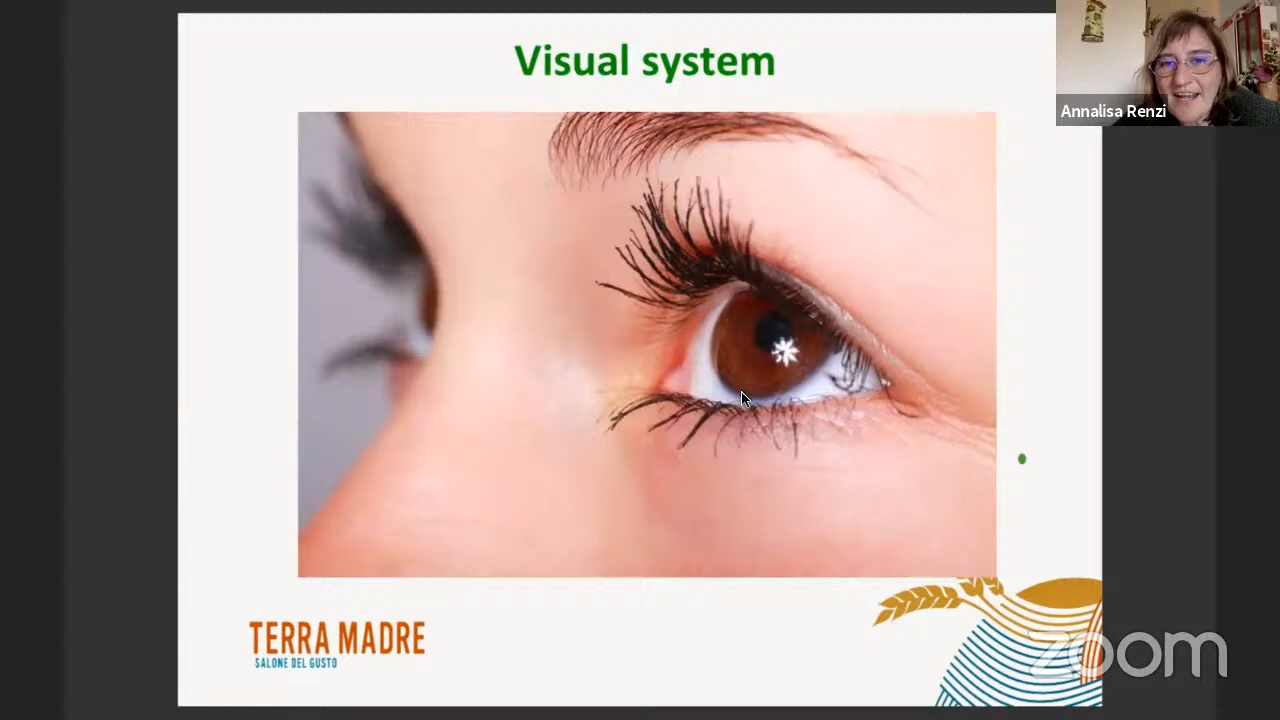 Visual system
Annalisa Renzi
TERRA MADRE
SALONE DEL GUSTO
zoom